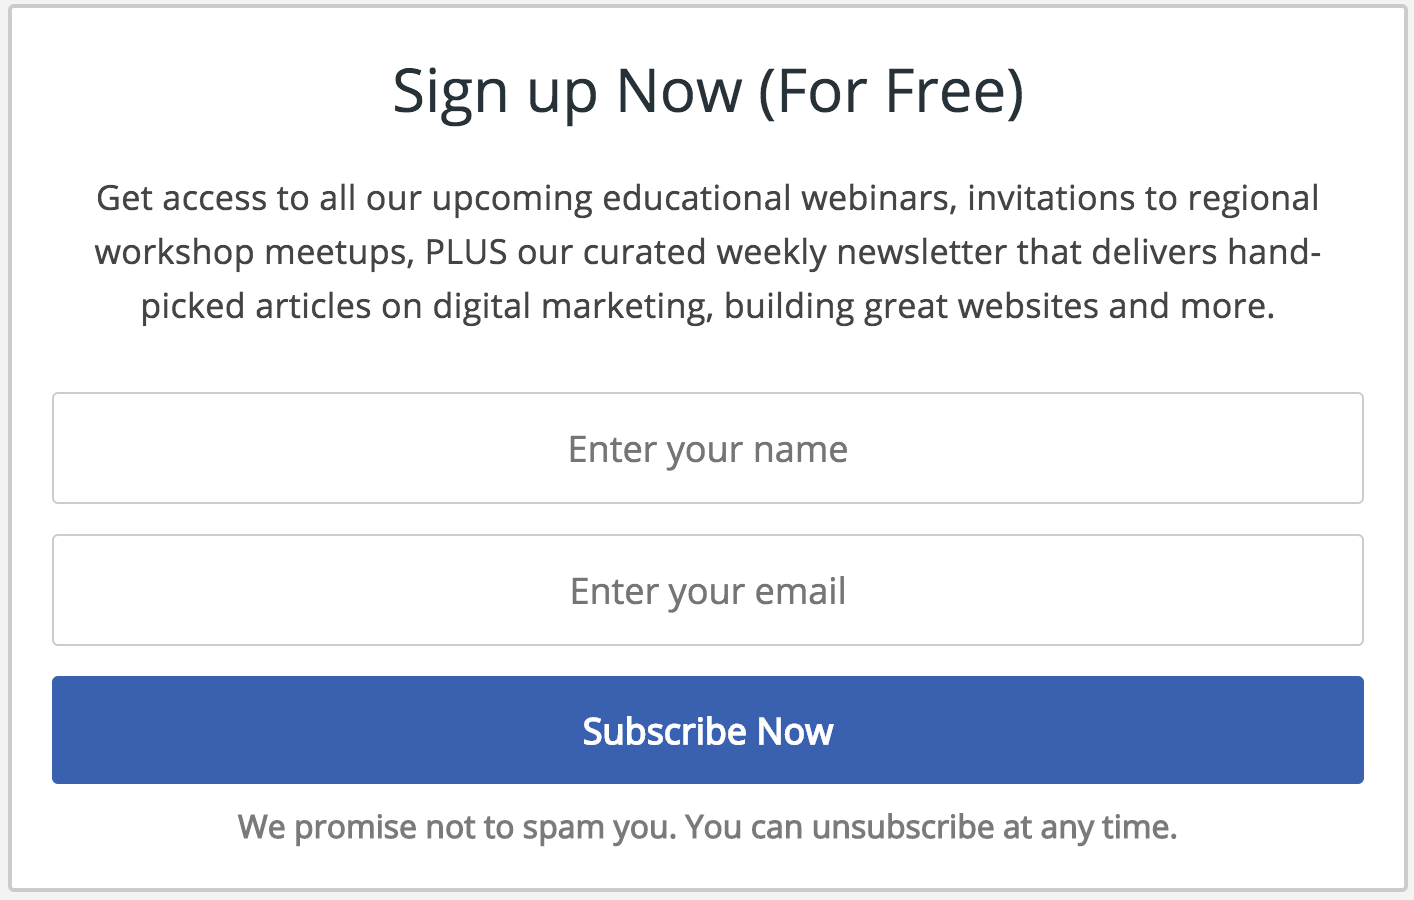 Sign up Now (For Free)
Get access to all our upcoming educational webinars, invitations to regional
workshop meetups, PLUS our curated weekly newsletter that delivers hand-
picked articles on digital marketing, building great websites and more.
Enter your name
Enter your email
Subscribe Now
We promise not to spam you. You can unsubscribe at any time.